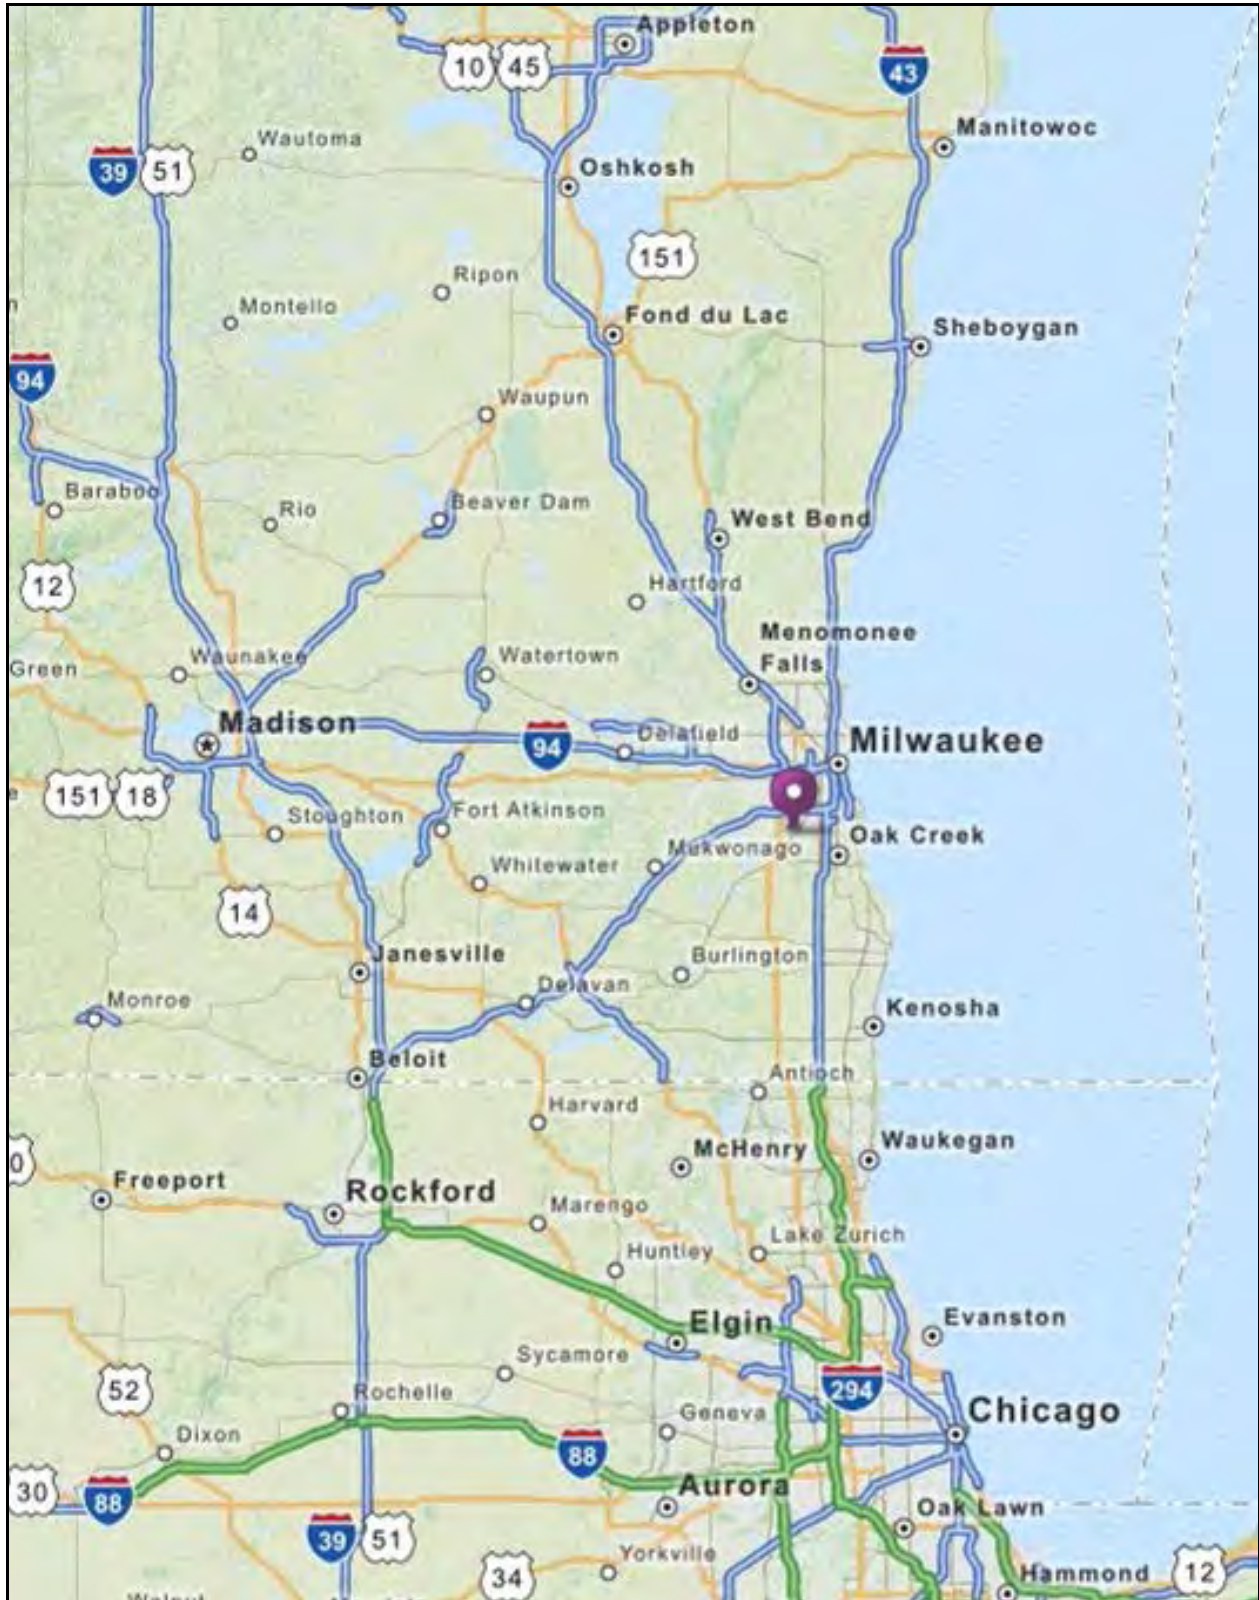 Appleton
10
45
43
Manitowoc
Wautoma
39
51
Oshkosh
151
Ripon
Montello
Fond du Lac
Sheboygan
94
Waupun
Baraboo
Rio
Beaver Dam
West Bend
12
Hartford
Menomonee
Falls
Green
Waunakee
Watertown
Madison
94
Delafield
Milwaukee
151
18
Stoughton
Fort Atkinson
Oak Creek
Mukwonago
Whitewater
14
Janesville
Burlington
Delavan
Monroe
Kenosha
Beloit
Antioch
Harvard
McHenry
Waukegan
0
Freeport
Rockford
Marengo
Lake Zurich
Huntley
Elgin
Evanston
Sycamore
52
294
Rochelle
Geneva
Chicago
Dixon
88
30
88
Aurora
Oak Lawn
39
51
Yorkville
34
Hammond
12